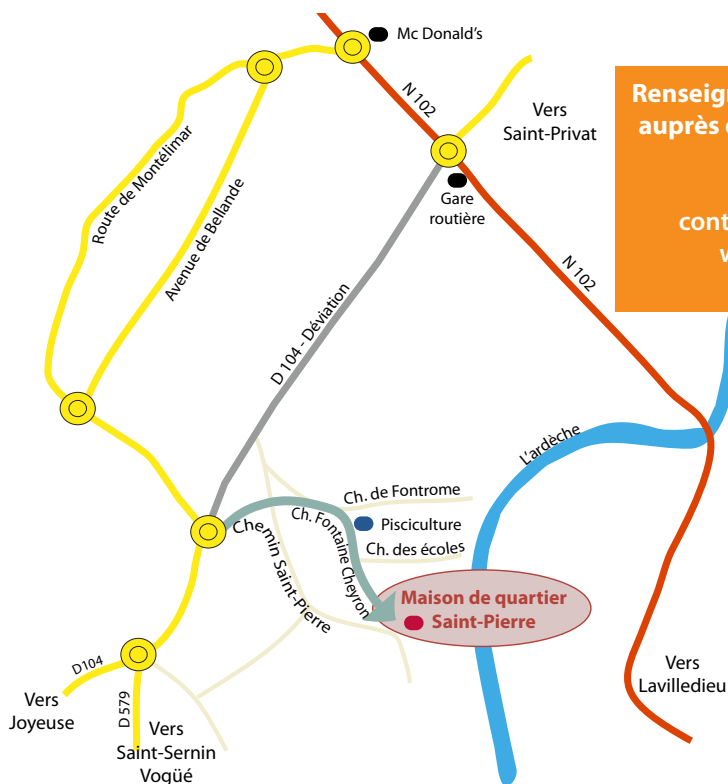 Mc Donald's
N 102
Vers
Saint-Privat
Renseign
auprès
Gare
routière
cont
w
Route de Montélimar
Avenue de Bellande
N 102
D 104 - Déviation
L'ardèche
Ch. de Fontrome
Pisciculture
Ch. des écoles
Chemin Saint-Pierre
Ch. Fontaine Cheyron
Maison de quartier
Saint-Pierre
D104
Vers
Joyeuse
D 579
Vers
Saint-Sernin
Vogüé
Vers
Lavilledieu